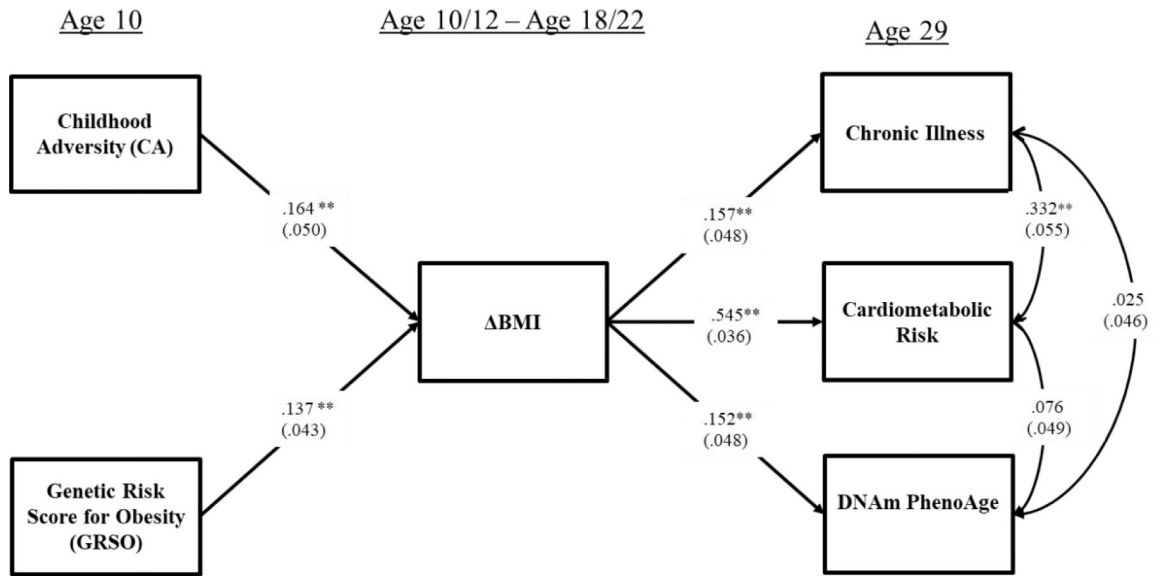 Age 10
Age 10/12 – Age 18/22
Age 29
Childhood
Adversity (CA)
Chronic Illness
.164 **
(.050)
.157**
(.048)
.332**
(.055)
ΔBMI
.545**
(.036)
Cardiometabolic
Risk
.025
(.046)
.137 **
(.043)
.152**
(.048)
.076
(.049)
Genetic Risk
Score for Obesity
(GRSO)
DNAm PhenoAge